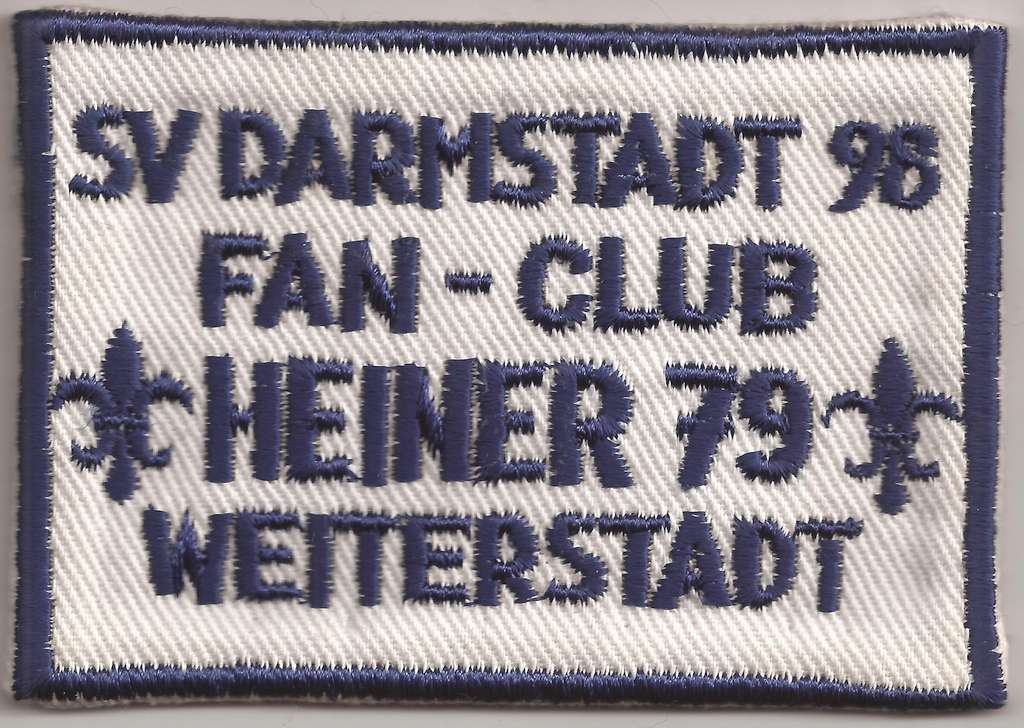 SV DARMSTADT 98
FAN - CLUB
HEINER 79
WEITERSTADT